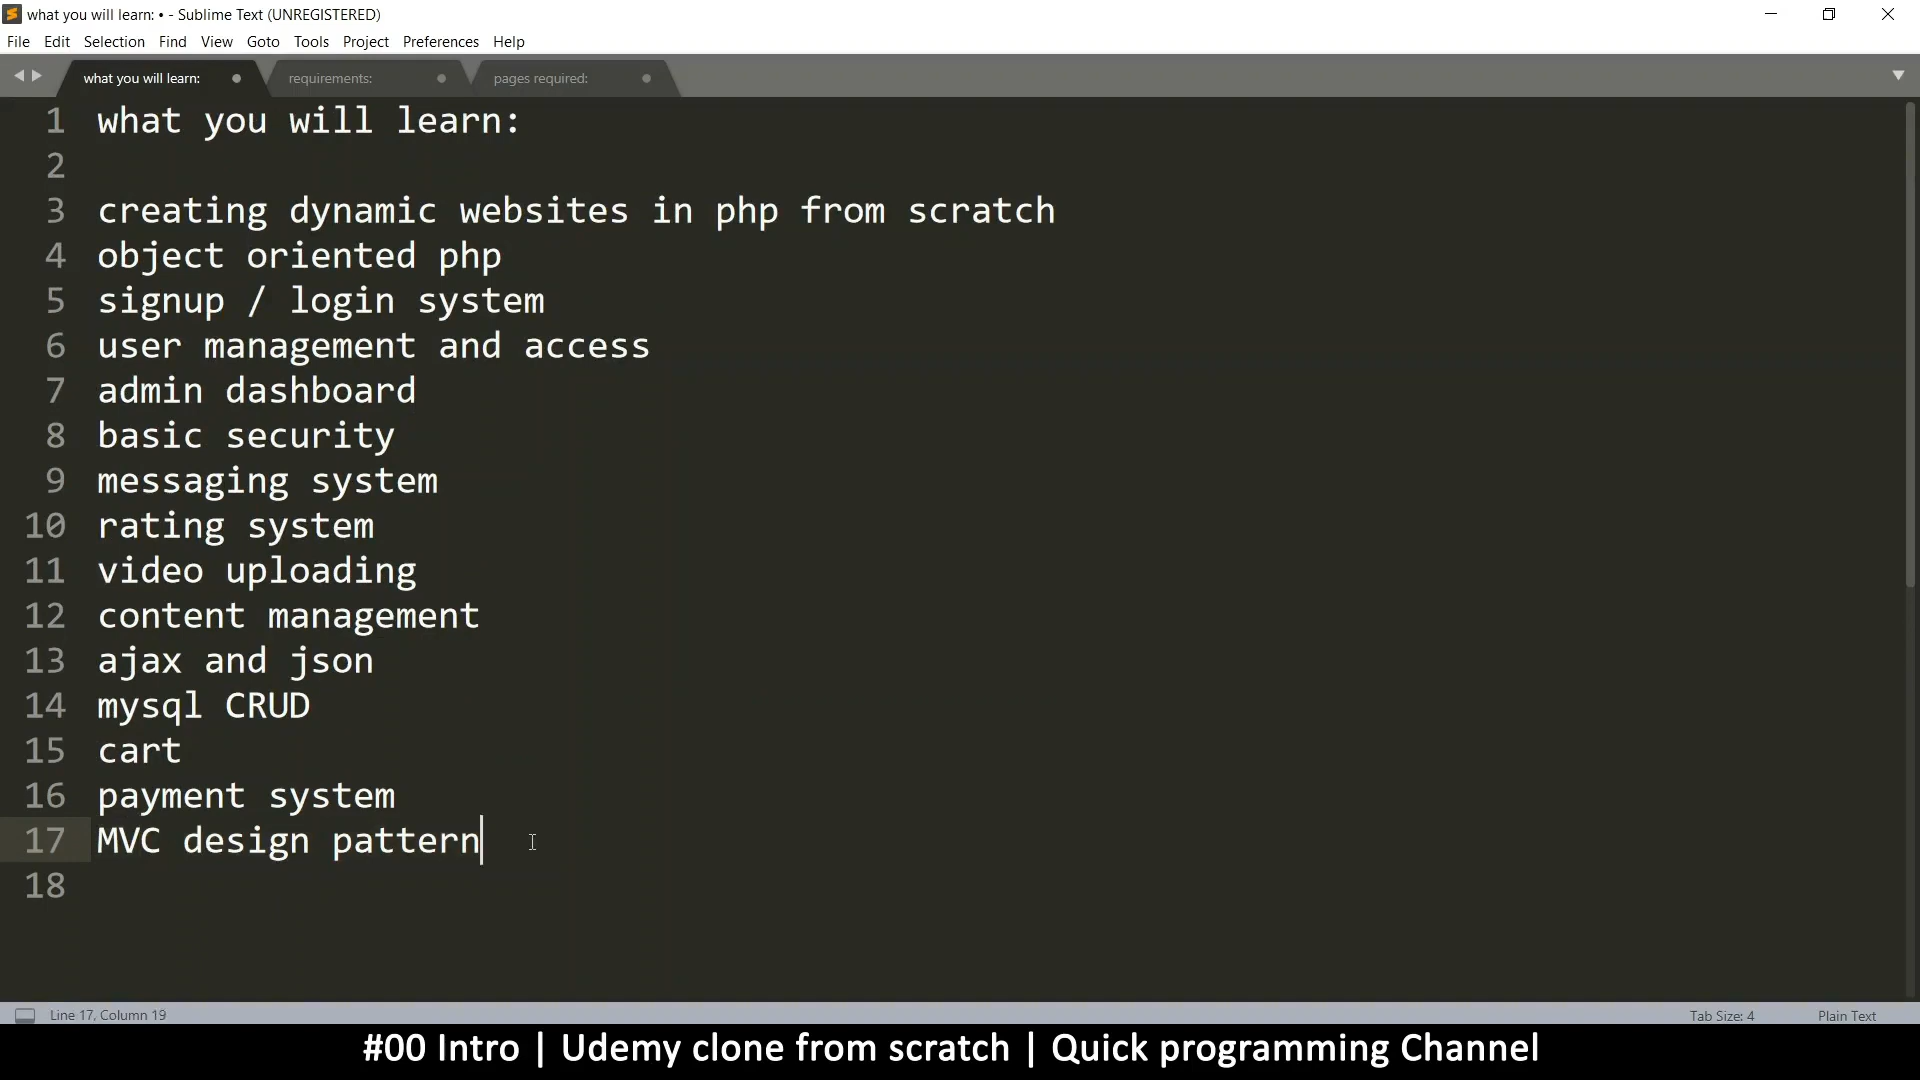 what you will learn: • - Sublime Text (UNREGISTERED)
File Edit Selection Find View Goto Tools Project Preferences Help
what you will learn: requirements: pages required:
1 what you will learn:
2
3 creating dynamic websites in php from scratch
4 object oriented php
5 signup / login system
6 user management and access
7 admin dashboard
8 basic security
9 messaging system
10 rating system
11 video uploading
12 content management
13 ajax and json
14 mysql CRUD
15 cart
16 payment system
17 MVC design pattern
18
Line 17, Column 19 Tab Size: 4 Plain Text
#00 Intro | Udemy clone from scratch | Quick programming Channel